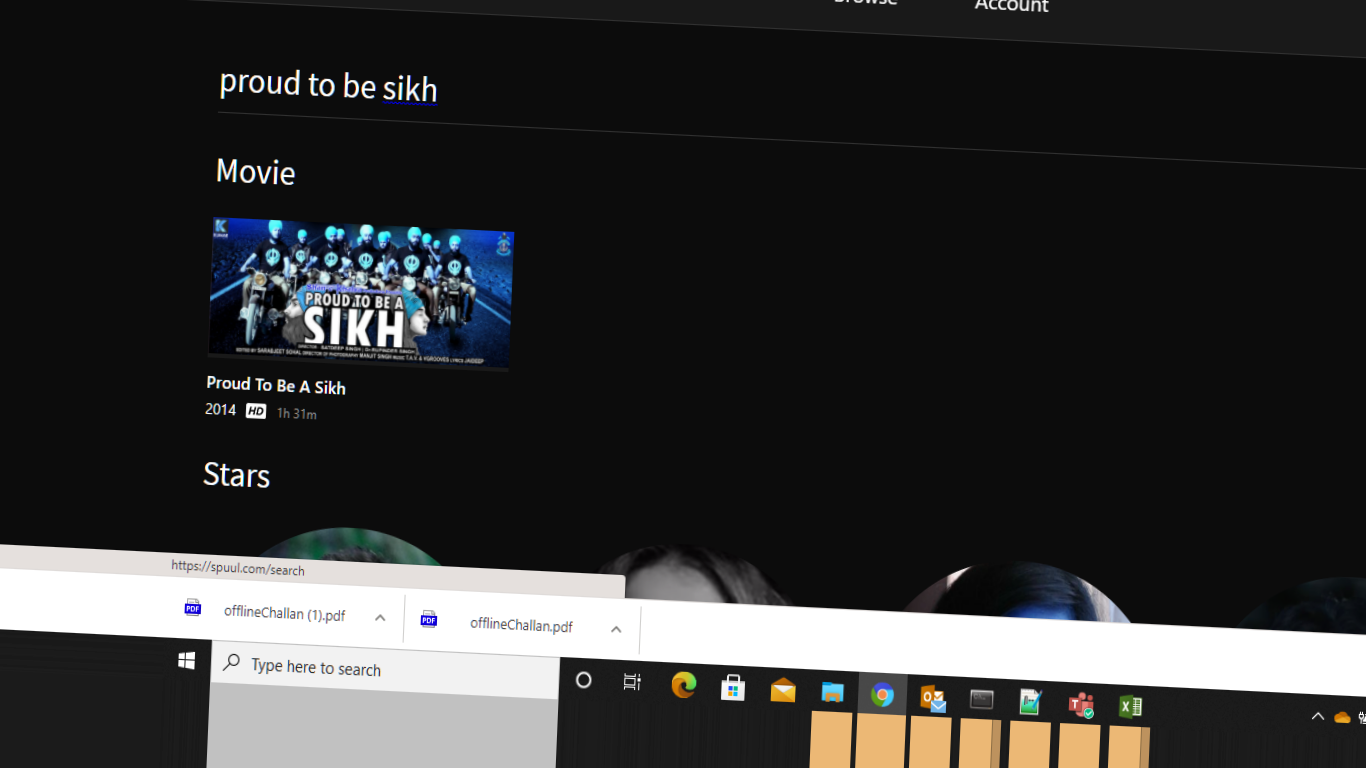 Browse
Account
proud to be sikh
Movie
PROUD TO BE A
SIKH
Proud To Be A Sikh
2014 HD 1h 31m
Stars
https://spuul.com/search
offlineChallan (1).pdf
offlineChallan.pdf
Type here to search